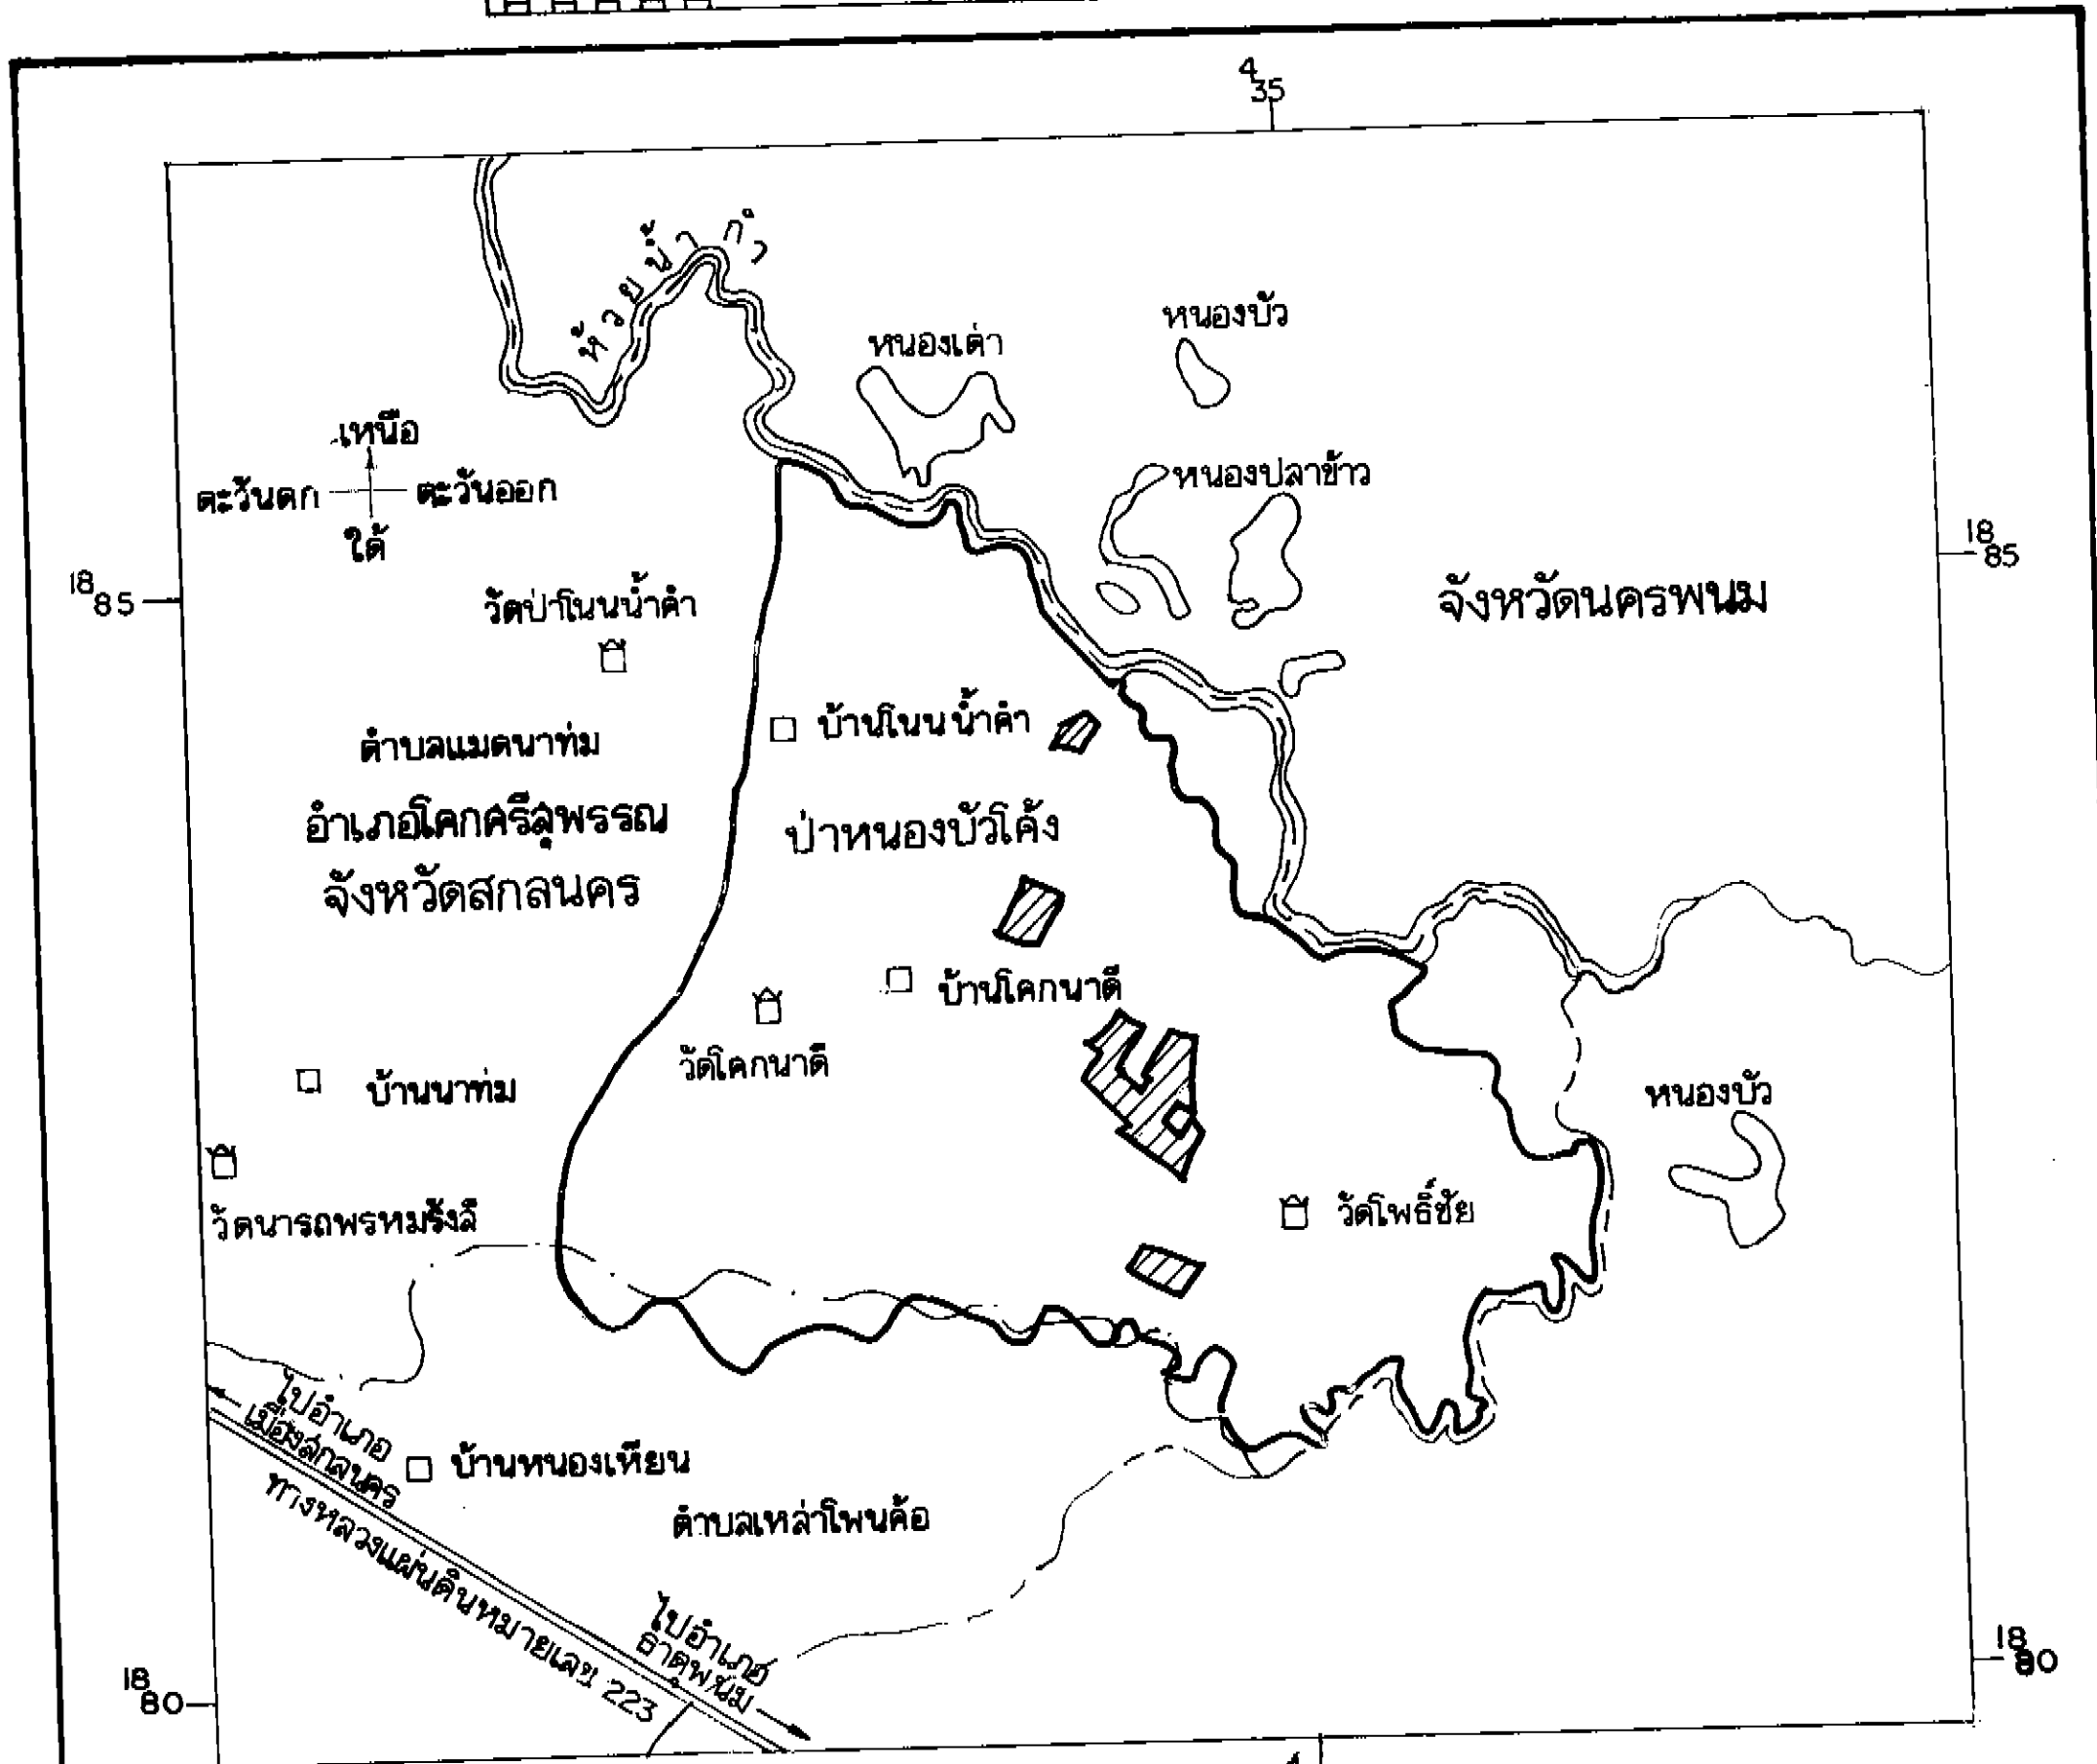 4
35
ห้วยน้ำก่ำ
หนองบัว
หนองเต่า
เหนือ
ตะวันตก
ตะวันออก
ใต้
หนองปลาข้าว
18
85
18
85
จังหวัดนครพนม
วัดป่าโนนน้ำคำ
บ้านโนนน้ำคำ
ตำบลแมดนาท่ม
อำเภอโคกศรีสุพรรณ
ป่าหนองบัวโค้ง
จังหวัดสกลนคร
บ้านโคกนาดี
วัดโคกนาดี
บ้านนาท่ม
หนองบัว
วัดนารถพรหมรังสี
วัดโพธิ์ชัย
ไปอำเภอ
เมืองสกลนคร
บ้านหนองเหียน
ทางหลวงแผ่นดินหมายเลข 223
ตำบลเหล่าโพนค้อ
ไปอำเภอ
ธาตุพนม
18
80
18
80
4